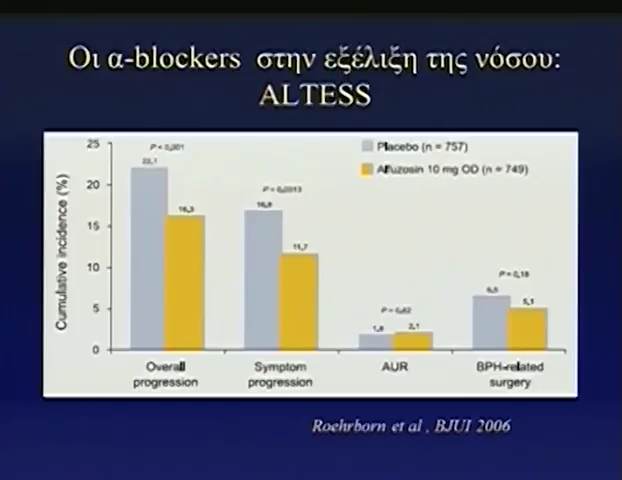 Οι α-blockers στην εξέλιξη της νόσου:
ALTESS
Cumulative incidence (%)
25
20
15
10
5
0
Placebo (n = 757)
Alfuzosin 10 mg OD (n = 749)
P < 0,001
22,1
16,3
P = 0,0013
16,8
11,7
P = 0,82
1,8
2,1
P = 0,18
6,5
5,1
Overall progression
Symptom progression
AUR
BPH-related surgery
Roehrborn et al , BJUI 2006